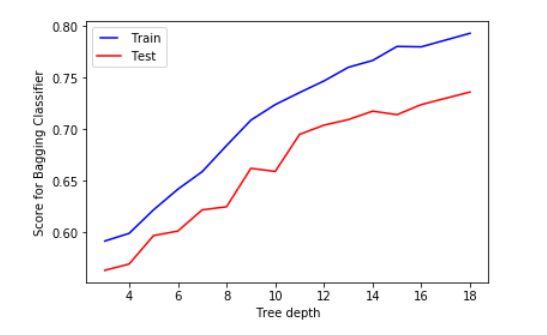 0.80
0.75
0.70
0.65
0.60
Score for Bagging Classifier
Train
Test
4 6 8 10 12 14 16 18
Tree depth